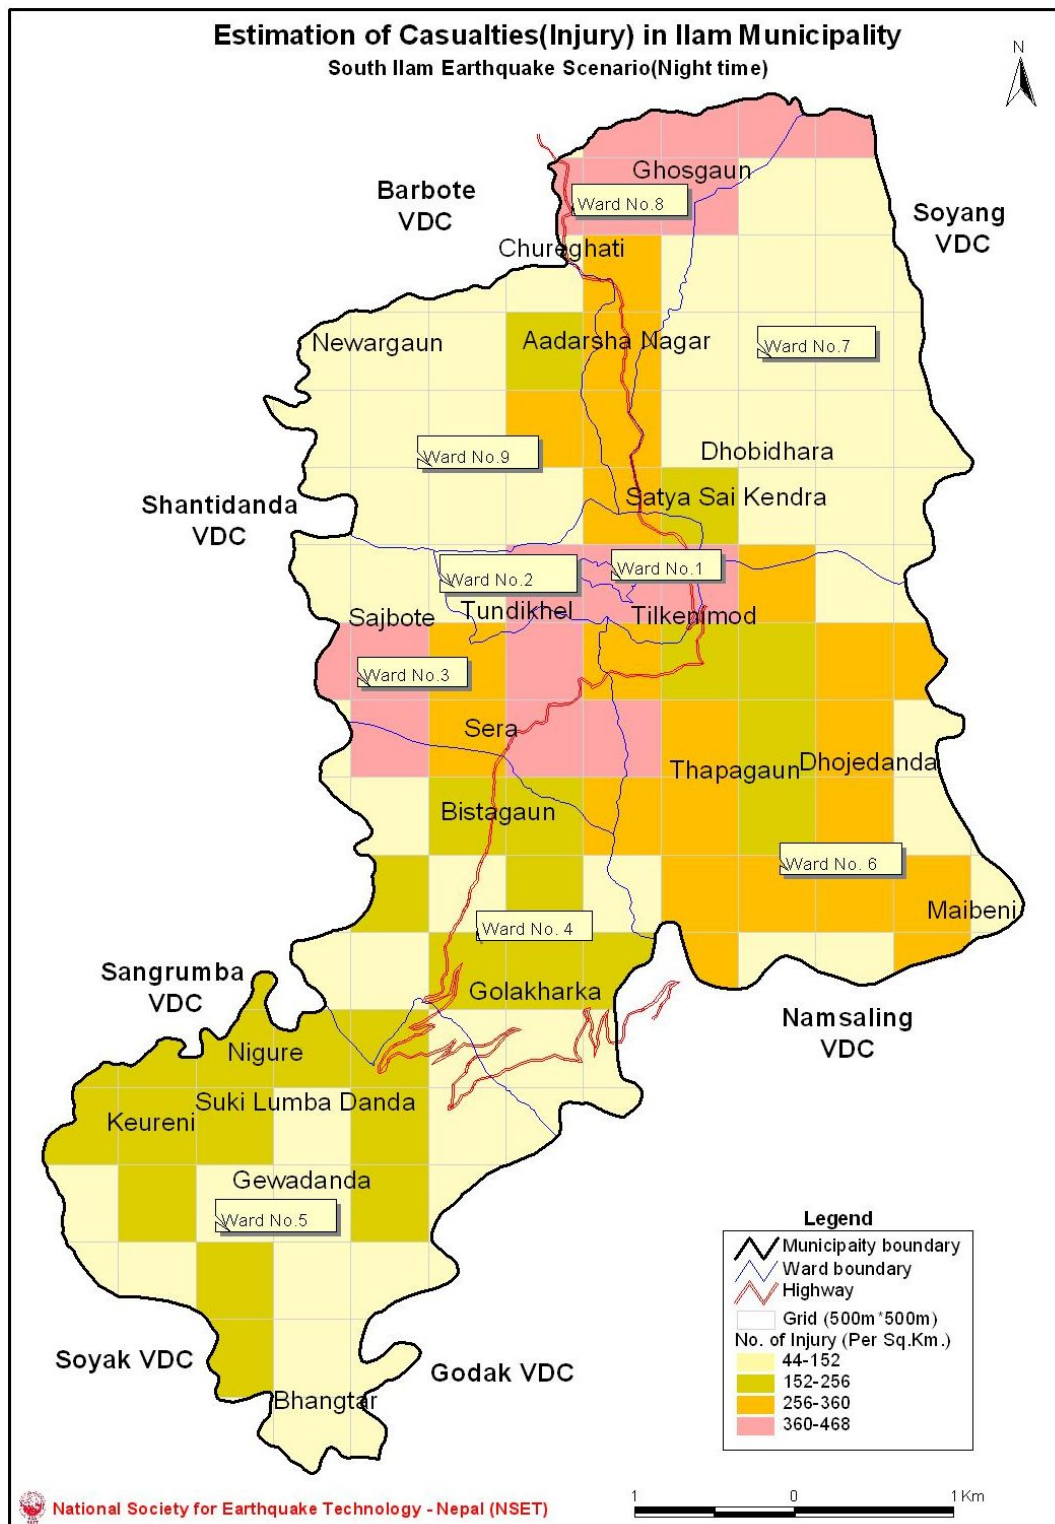 Estimation of Casualties(Injury) in Ilam Municipality
South Ilam Earthquake Scenario(Night time)
N
Ghosgaun
Barbote
VDC
Ward No.8
Soyang
VDC
Chureghati
Newargaun
Aadarsha Nagar
Ward No.7
Ward No.9
Dhobidhara
Shantidanda
VDC
Satya Sai Kendra
Ward No.2
Ward No.1
Sajbote
Tundikhel
Tilkenimod
Ward No.3
Sera
Thapagaun
Dhojedanda
Bistagaun
Ward No. 6
Maibeni
Ward No. 4
Sangrumba
VDC
Golakharka
Namsaling
VDC
Nigure
Suki Lumba Danda
Keureni
Gewadanda
Ward No.5
Soyak VDC
Godak VDC
Bhangtar
Legend
Municipaity boundary
Ward boundary
Highway
Grid (500m*500m)
No. of Injury (Per Sq.Km.)
44-152
152-256
256-360
360-468
National Society for Earthquake Technology - Nepal (NSET)
1 0 1 Km